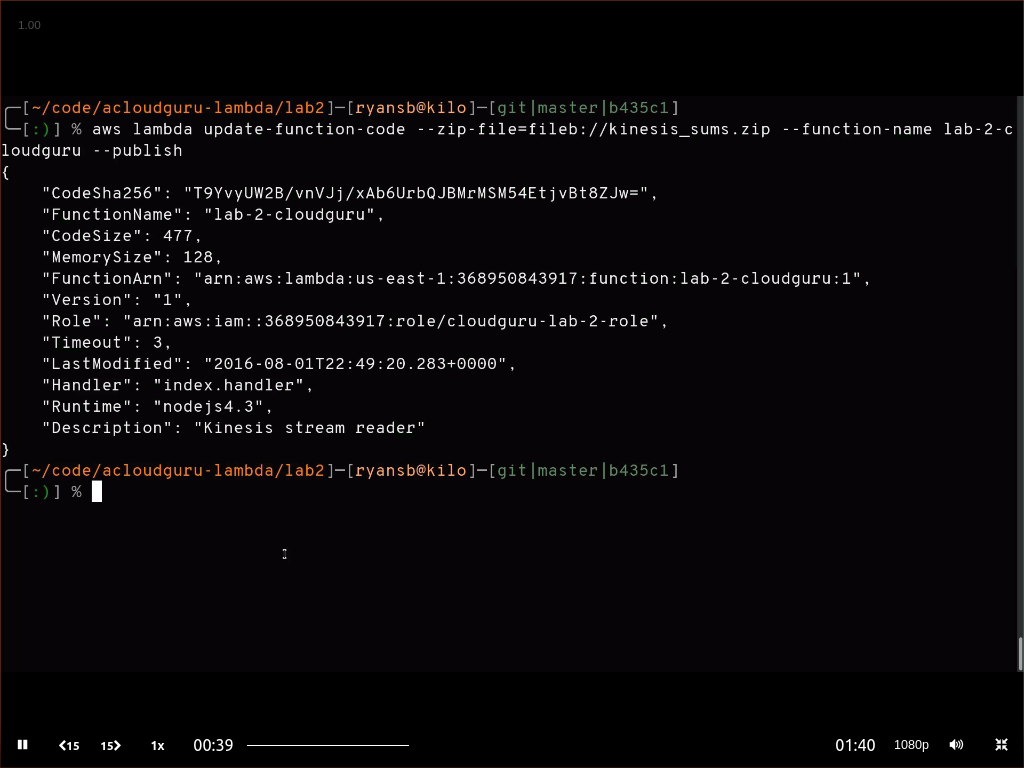 1.00
[~/code/acloudguru-lambda/lab2]—[ryansb@kilo]—[git|master|b435c1]
[:)] % aws lambda update-function-code --zip-file=fileb://kinesis_sums.zip --function-name lab-2-c
loudguru --publish
{
"CodeSha256": "T9YvyUW2B/vnVJj/xAb6UrbQJBMrMSM54EtjvBt8ZJw=",
"FunctionName": "lab-2-cloudguru",
"CodeSize": 477,
"MemorySize": 128,
"FunctionArn": "arn:aws:lambda:us-east-1:368950843917:function:lab-2-cloudguru:1",
"Version": "1",
"Role": "arn:aws:iam::368950843917:role/cloudguru-lab-2-role",
"Timeout": 3,
"LastModified": "2016-08-01T22:49:20.283+0000",
"Handler": "index.handler",
"Runtime": "nodejs4.3",
"Description": "Kinesis stream reader"
}
[~/code/acloudguru-lambda/lab2]—[ryansb@kilo]—[git|master|b435c1]
[:)] %
15 15 1x 00:39 01:40 1080p